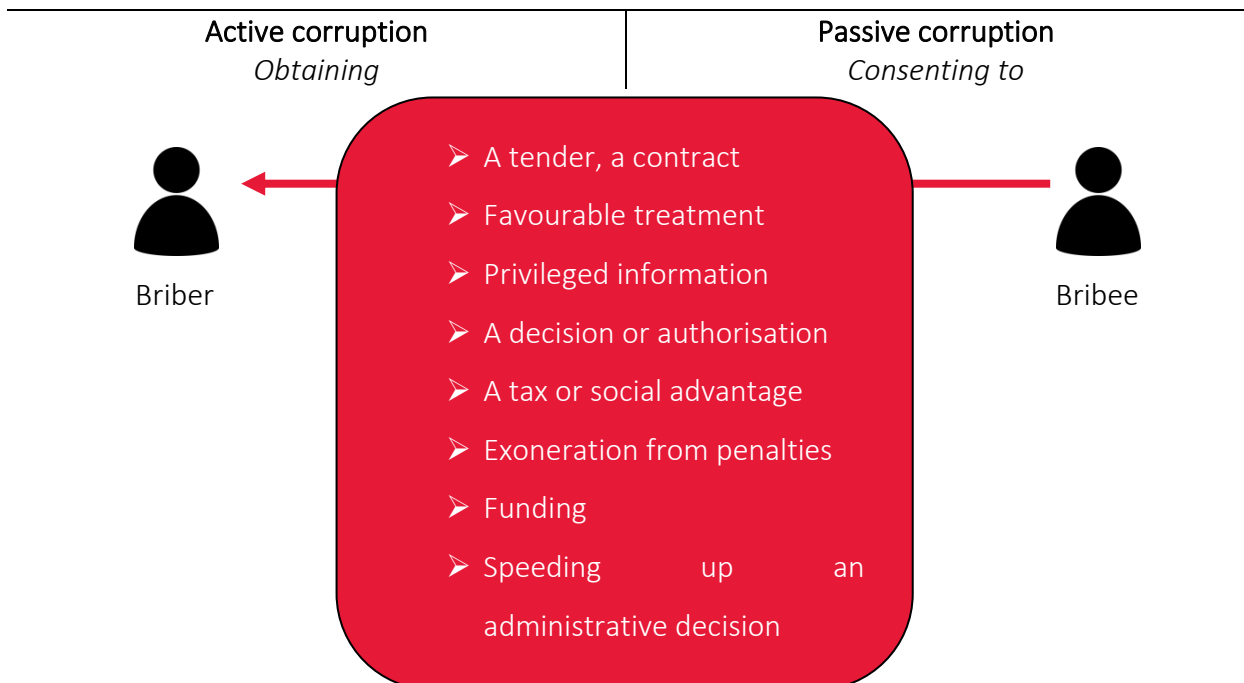 Active corruption
Passive corruption
Obtaining
Consenting to
➢ A tender, a contract
➢ Favourable treatment
➢ Privileged information
➢ A decision or authorisation
➢ A tax or social advantage
➢ Exoneration from penalties
➢ Funding
➢ Speeding up an
administrative decision
Briber
Bribee